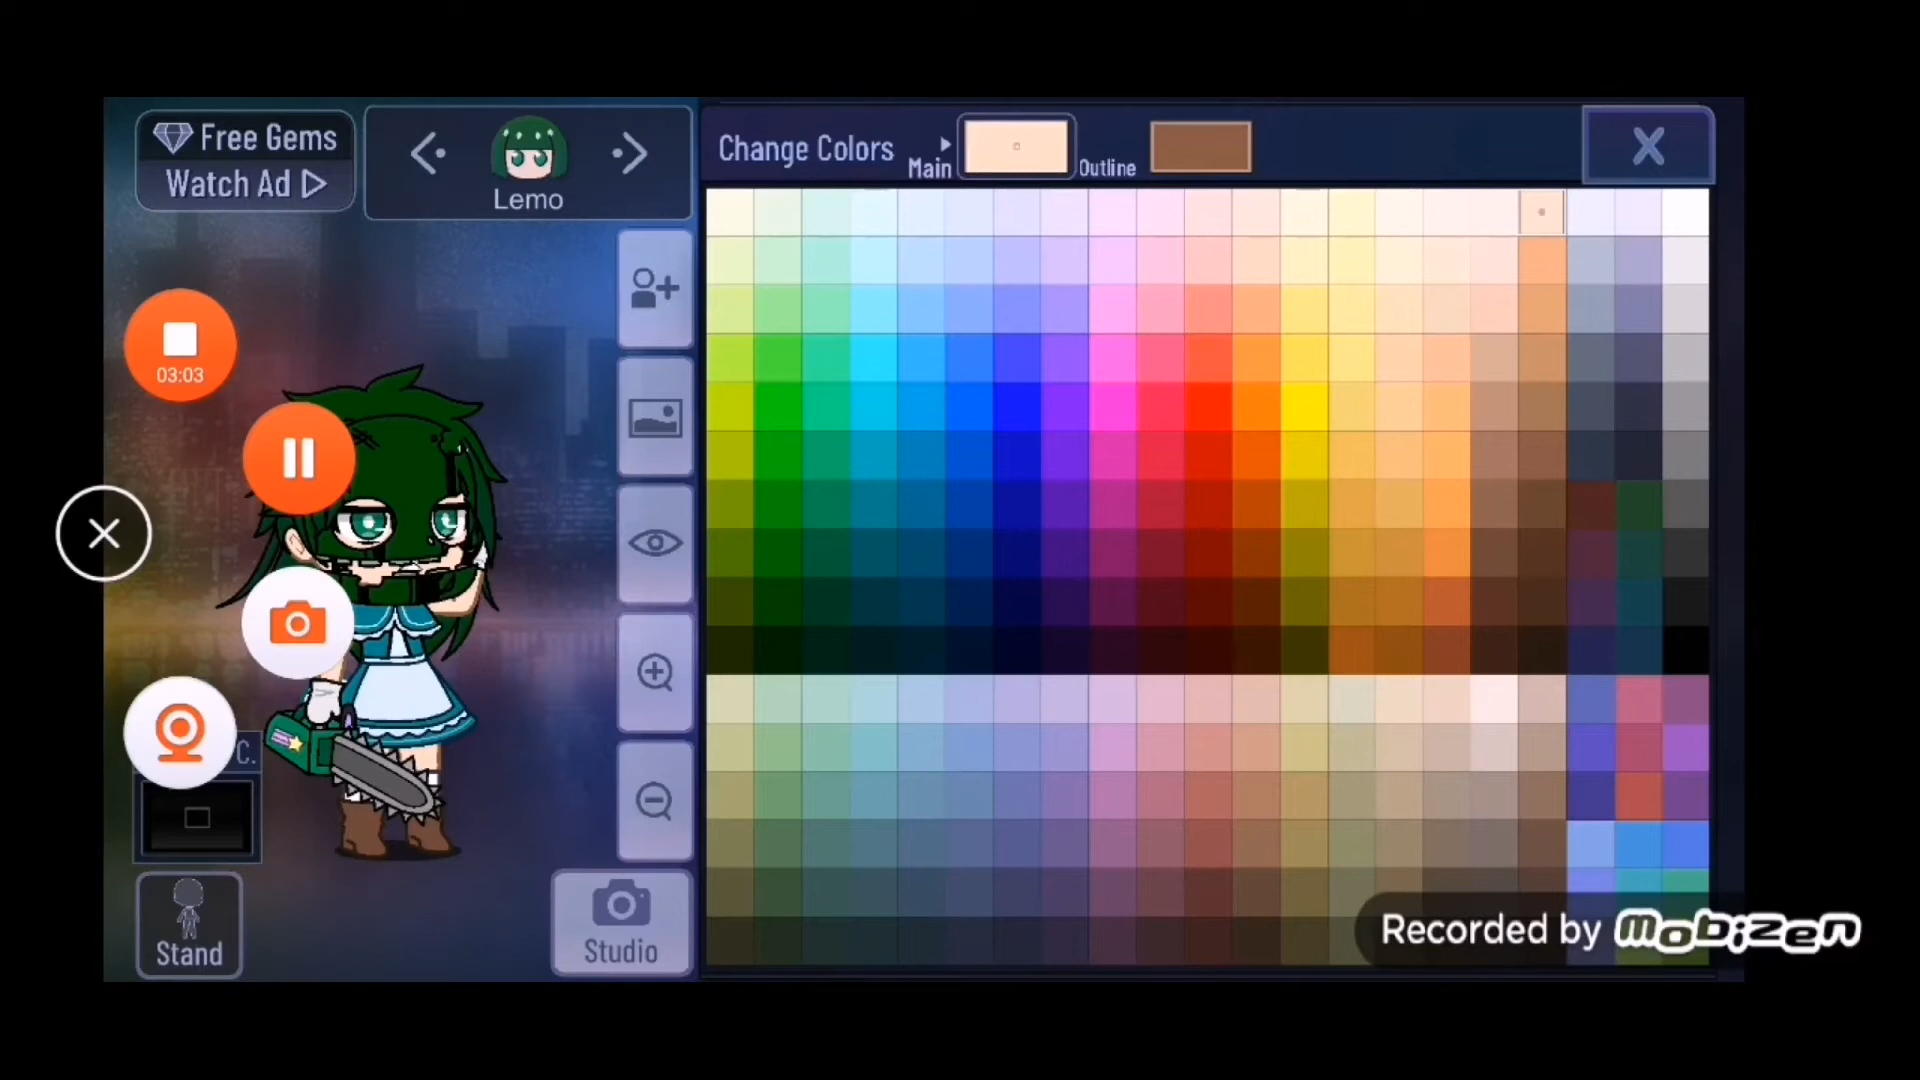 Free Gems
Watch Ad
Lemo
Change Colors
Main
Outline
X
03:03
C.
Stand
Studio
Recorded by Mobizen